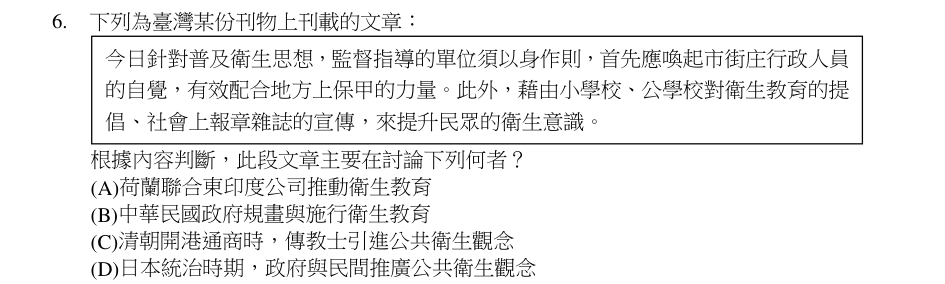 6. 下列為臺灣某份刊物上刊載的文章：
今日針對普及衛生思想，監督指導的單位須以身作則，首先應喚起市街庄行政人員
的自覺，有效配合地方上保甲的力量。此外，藉由小學校、公學校對衛生教育的提
倡、社會上報章雜誌的宣傳，來提升民眾的衛生意識。
根據內容判斷，此段文章主要在討論下列何者？
(A)荷蘭聯合東印度公司推動衛生教育
(B)中華民國政府規畫與施行衛生教育
(C)清朝開港通商時，傳教士引進公共衛生觀念
(D)日本統治時期，政府與民間推廣公共衛生觀念